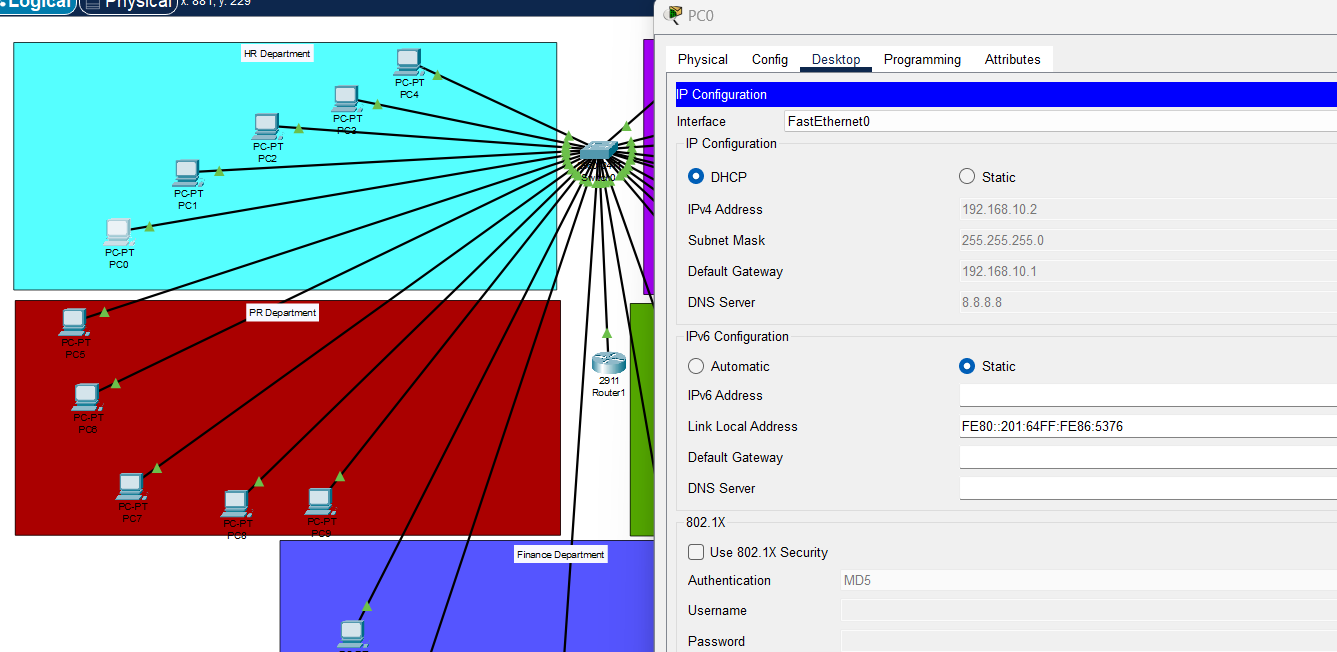 Logical
Physical
x: 881, y: 229
HR Department
PC-PT
PC4
PC-PT
PC3
PC-PT
PC2
PC-PT
PC1
PC-PT
PC0
PR Department
PC-PT
PC5
PC-PT
PC6
PC-PT
PC7
PC-PT
PC8
PC-PT
PC9
2911
Router1
Finance Department
PC0
Physical
Config
Desktop
Programming
Attributes
IP Configuration
Interface
FastEthernet0
IP Configuration
DHCP
Static
IPv4 Address
192.168.10.2
Subnet Mask
255.255.255.0
Default Gateway
192.168.10.1
DNS Server
8.8.8.8
IPv6 Configuration
Automatic
Static
IPv6 Address
Link Local Address
FE80::201:64FF:FE86:5376
Default Gateway
DNS Server
802.1X
Use 802.1X Security
Authentication
MD5
Username
Password